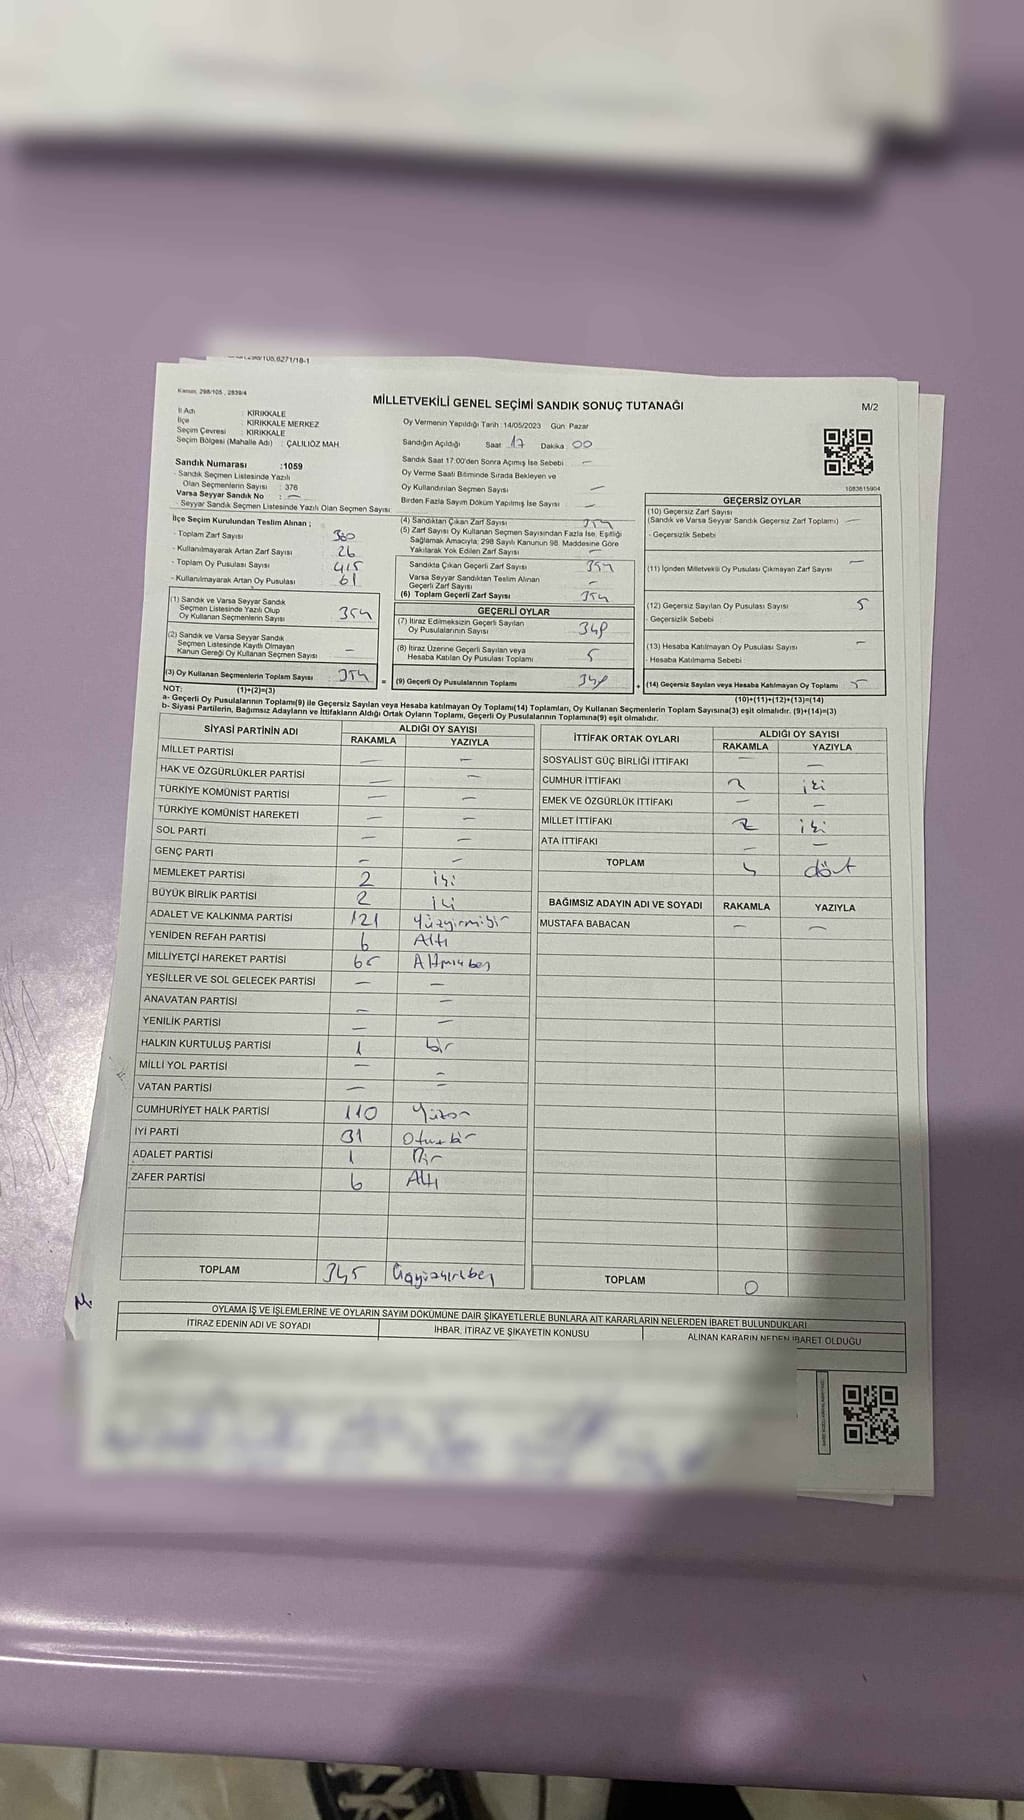 Kanun, 298/105 , 2839/4
MİLLETVEKİLİ GENEL SEÇİMİ SANDIK SONUÇ TUTANAĞI
M/2
İl Adı : KIRIKKALE
İlçe : KIRIKKALE MERKEZ
Seçim Çevresi : KIRIKKALE
Seçim Bölgesi (Mahalle Adı) : ÇALILIÖZ MAH.
Oy Vermenin Yapıldığı Tarih : 14/05/2023 Gün: Pazar
Sandığın Açıldığı Saat 17 Dakika 00
Sandık Saat 17:00'den Sonra Açımış İse Sebebi —
Oy Verme Saati Bitiminde Sırada Bekleyen ve
Oy Kullandırılan Seçmen Sayısı —
Birden Fazla Sayım Döküm Yapılmış İse Sayısı —
1083615904
Sandık Numarası :1059
- Sandık Seçmen Listesinde Yazılı
Olan Seçmenlerin Sayısı : 376
Varsa Seyyar Sandık No : —
- Seyyar Sandık Seçmen Listesinde Yazılı Olan Seçmen Sayısı:
İlçe Seçim Kurulundan Teslim Alınan ;
- Toplam Zarf Sayısı 380
- Kullanılmayarak Artan Zarf Sayısı 26
- Toplam Oy Pusulası Sayısı 415
- Kullanılmayarak Artan Oy Pusulası 61
(1) Sandık ve Varsa Seyyar Sandık
Seçmen Listesinde Yazılı Olup
Oy Kullanan Seçmenlerin Sayısı 354
(2) Sandık ve Varsa Seyyar Sandık
Seçmen Listesinde Kayıtlı Olmayan
Kanun Gereği Oy Kullanan Seçmen Sayısı —
(3) Oy Kullanan Seçmenlerin Toplam Sayısı 354 =
(4) Sandıktan Çıkan Zarf Sayısı 354
(5) Zarf Sayısı Oy Kullanan Seçmen Sayısından Fazla İse, Eşitliği
Sağlamak Amacıyla; 298 Sayılı Kanunun 98. Maddesine Göre
Yakılarak Yok Edilen Zarf Sayısı —
Sandıkta Çıkan Geçerli Zarf Sayısı 354
Varsa Seyyar Sandıktan Teslim Alınan
Geçerli Zarf Sayısı —
(6) Toplam Geçerli Zarf Sayısı 354
GEÇERLİ OYLAR
(7) İtiraz Edilmeksizin Geçerli Sayılan
Oy Pusulalarının Sayısı
(8) İtiraz Üzerine Geçerli Sayılan veya
Hesaba Katılan Oy Pusulası Toplamı 5
(9) Geçerli Oy Pusulalarının Toplamı +
GEÇERSİZ OYLAR
(10) Geçersiz Zarf Sayısı
(Sandık ve Varsa Seyyar Sandık Geçersiz Zarf Toplamı) —
- Geçersizlik Sebebi
(11) İçinden Milletvekili Oy Pusulası Çıkmayan Zarf Sayısı —
(12) Geçersiz Sayılan Oy Pusulası Sayısı 5
- Geçersizlik Sebebi
(13) Hesaba Katılmayan Oy Pusulası Sayısı —
- Hesaba Katılmama Sebebi
(14) Geçersiz Sayılan veya Hesaba Katılmayan Oy Toplamı 5
NOT: (1)+(2)=(3) (10)+(11)+(12)+(13)=(14)
a- Geçerli Oy Pusulalarının Toplamı(9) ile Geçersiz Sayılan veya Hesaba katılmayan Oy Toplamı(14) Toplamları, Oy Kullanan Seçmenlerin Toplam Sayısına(3) eşit olmalıdır. (9)+(14)=(3)
b- Siyasi Partilerin, Bağımsız Adayların ve İttifakların Aldığı Ortak Oyların Toplamı, Geçerli Oy Pusulalarının Toplamına(9) eşit olmalıdır.
SİYASİ PARTİNİN ADI ALDIĞI OY SAYISI
RAKAMLA YAZIYLA
MİLLET PARTİSİ — —
HAK VE ÖZGÜRLÜKLER PARTİSİ — —
TÜRKİYE KOMÜNİST PARTİSİ — —
TÜRKİYE KOMÜNİST HAREKETİ — —
SOL PARTİ — —
GENÇ PARTİ — —
MEMLEKET PARTİSİ 2 iki
BÜYÜK BİRLİK PARTİSİ 2 iki
ADALET VE KALKINMA PARTİSİ 121 Yüzyirmibir
YENİDEN REFAH PARTİSİ 6 Altı
MİLLİYETÇİ HAREKET PARTİSİ 65 Altmışbeş
YEŞİLLER VE SOL GELECEK PARTİSİ — —
ANAVATAN PARTİSİ — —
YENİLİK PARTİSİ — —
HALKIN KURTULUŞ PARTİSİ 1 bir
MİLLİ YOL PARTİSİ — —
VATAN PARTİSİ — —
CUMHURİYET HALK PARTİSİ 110 Yüzon
İYİ PARTİ 31 Otuzbir
ADALET PARTİSİ 1 Bir
ZAFER PARTİSİ 6 Altı
TOPLAM 345 Üçyüzkırkbeş
İTTİFAK ORTAK OYLARI ALDIĞI OY SAYISI
RAKAMLA YAZIYLA
SOSYALİST GÜÇ BİRLİĞİ İTTİFAKI — —
CUMHUR İTTİFAKI 2 iki
EMEK VE ÖZGÜRLÜK İTTİFAKI — —
MİLLET İTTİFAKI 2 iki
ATA İTTİFAKI — —
TOPLAM 4 dört
BAĞIMSIZ ADAYIN ADI VE SOYADI RAKAMLA YAZIYLA
MUSTAFA BABACAN — —
TOPLAM 0
OYLAMA İŞ VE İŞLEMLERİNE VE OYLARIN SAYIM DÖKÜMÜNE DAİR ŞİKAYETLERLE BUNLARA AİT KARARLARIN NELERDEN İBARET BULUNDUKLARI
İTİRAZ EDENİN ADI VE SOYADI İHBAR, İTİRAZ VE ŞİKAYETİN KONUSU ALINAN KARARIN NEDEN İBARET OLDUĞU